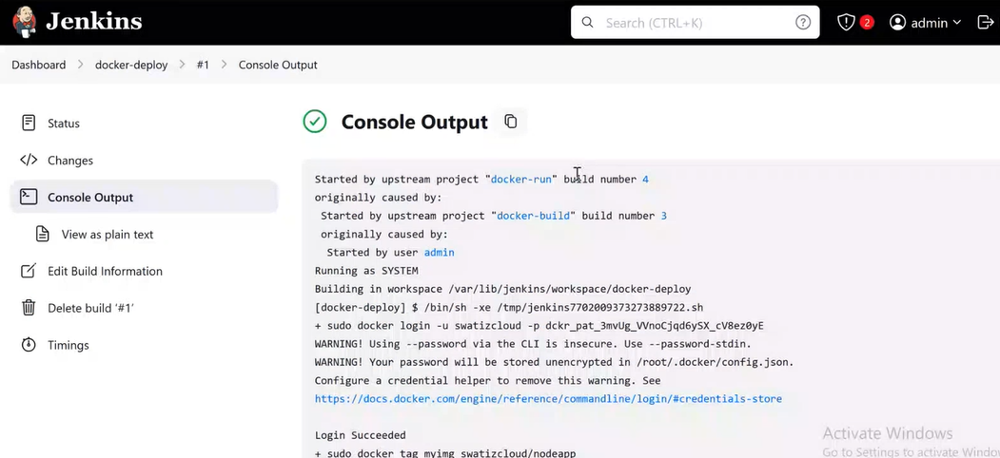 Jenkins
Search (CTRL+K)
2
admin
Dashboard > docker-deploy > #1 > Console Output
Status
Changes
Console Output
View as plain text
Edit Build Information
Delete build '#1'
Timings
Console Output
Started by upstream project "docker-run" build number 4
originally caused by:
Started by upstream project "docker-build" build number 3
originally caused by:
Started by user admin
Running as SYSTEM
Building in workspace /var/lib/jenkins/workspace/docker-deploy
[docker-deploy] $ /bin/sh -xe /tmp/jenkins7702009373273889722.sh
+ sudo docker login -u swatizcloud -p dckr_pat_3mvUg_VVnoCjqd6ySX_cV8ez0yE
WARNING! Using --password via the CLI is insecure. Use --password-stdin.
WARNING! Your password will be stored unencrypted in /root/.docker/config.json.
Configure a credential helper to remove this warning. See
https://docs.docker.com/engine/reference/commandline/login/#credentials-store
Login Succeeded
+ sudo docker tag myimg swatizcloud/nodeapp
Activate Windows
Go to Settings to activate Windo